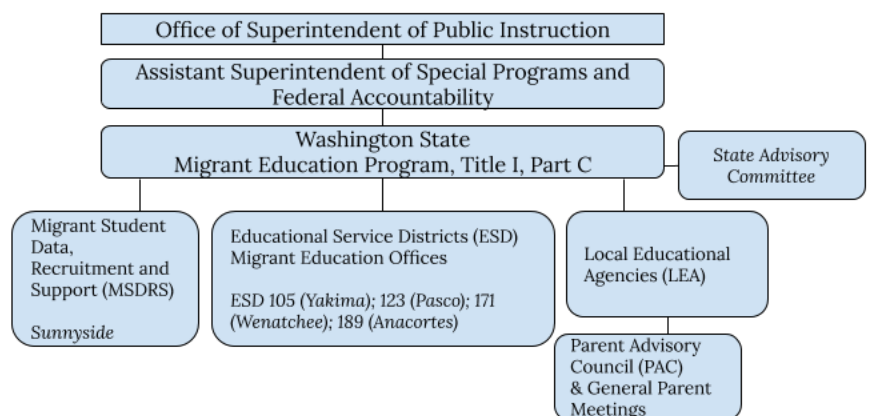 Office of Superintendent of Public Instruction
Assistant Superintendent of Special Programs and
Federal Accountability
Washington State
Migrant Education Program, Title I, Part C
State Advisory
Committee
Migrant Student
Data,
Recruitment and
Support (MSDRS)
Sunnyside
Educational Service Districts (ESD)
Migrant Education Offices
ESD 105 (Yakima); 123 (Pasco); 171
(Wenatchee); 189 (Anacortes)
Local Educational
Agencies (LEA)
Parent Advisory
Council (PAC)
& General Parent
Meetings